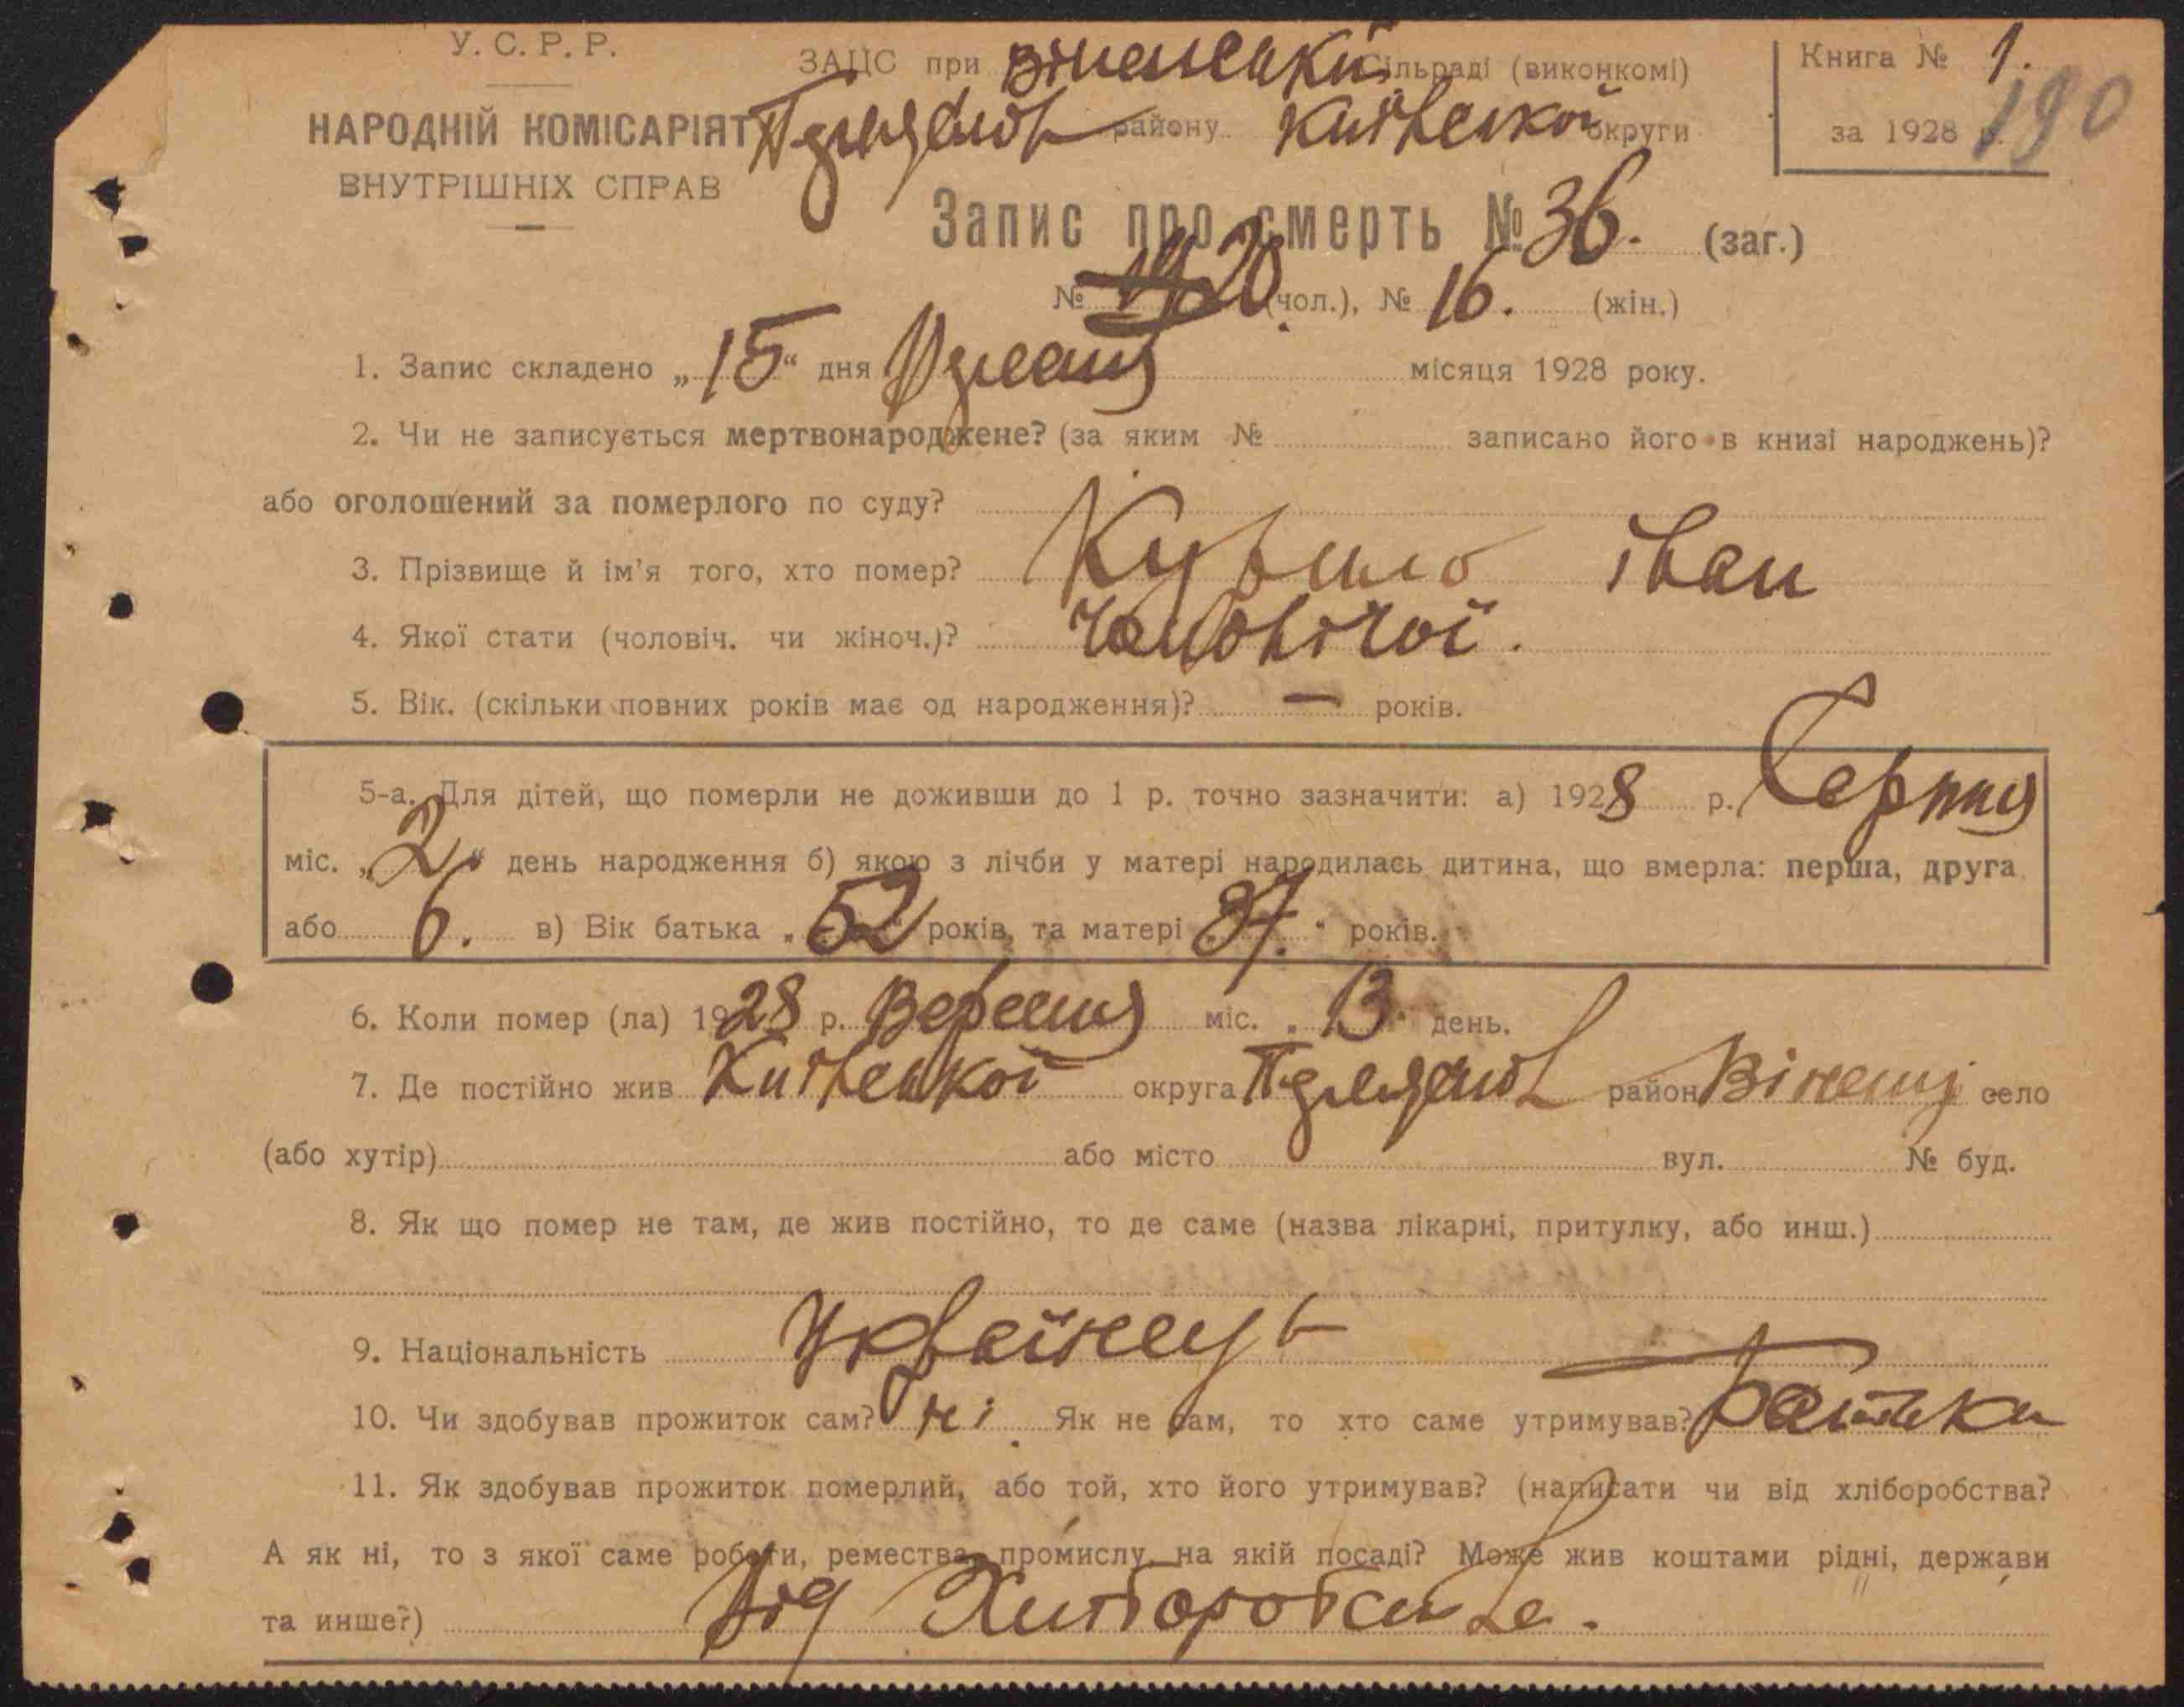 У. С. Р. Р.
НАРОДНІЙ КОМІСАРІЯТ
ВНУТРІШНІХ СПРАВ
ЗАЦС при сільраді (виконкомі)
району Київської округи
Книга № 1.
за 1928 р.
190
Запис про смерть № 36. (заг.)
№ 20 (чол.), № 16. (жін.)
1. Запис складено „15“ дня місяця 1928 року.
2. Чи не записується мертвонароджене? (за яким № записано його в книзі народжень)?
або оголошений за померлого по суду?
3. Прізвище й ім'я того, хто помер? Іван
4. Якої стати (чоловіч. чи жіноч.)? Чоловічої.
5. Вік. (скільки повних років має од народження)? — років.
5-а. Для дітей, що померли не доживши до 1 р. точно зазначити: а) 1928 р. Серпня
міс. „2“ день народження б) якою з лічби у матері народилась дитина, що вмерла: перша, друга
або 6. в) Вік батька „52“ років, та матері „37.“ років.
6. Коли помер (ла) 1928 р. Вересня міс. „13“ день.
7. Де постійно жив Київської округа район село
(або хутір) або місто вул. № буд.
8. Як що помер не там, де жив постійно, то де саме (назва лікарні, притулку, або инш.)
9. Національність Українець
10. Чи здобував прожиток сам? ні Як не сам, то хто саме утримував? Батьки
11. Як здобував прожиток померлий, або той, хто його утримував? (написати чи від хліборобства?
А як ні, то з якої саме роботи, ремества, промислу, на якій посаді? Може жив коштами рідні, держави
та инше?) Від Хліборобства.